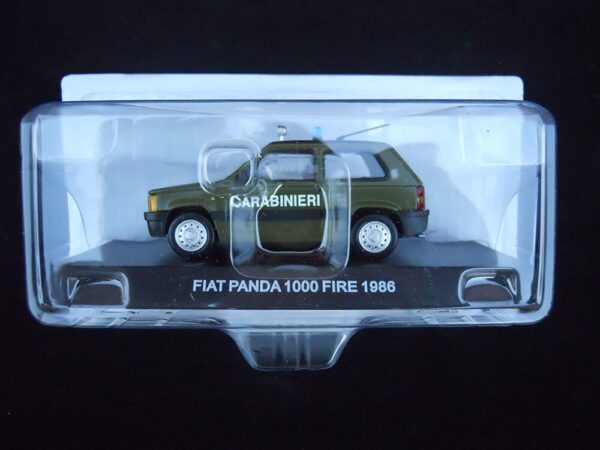 CARABINIERI
FIAT PANDA 1000 FIRE 1986